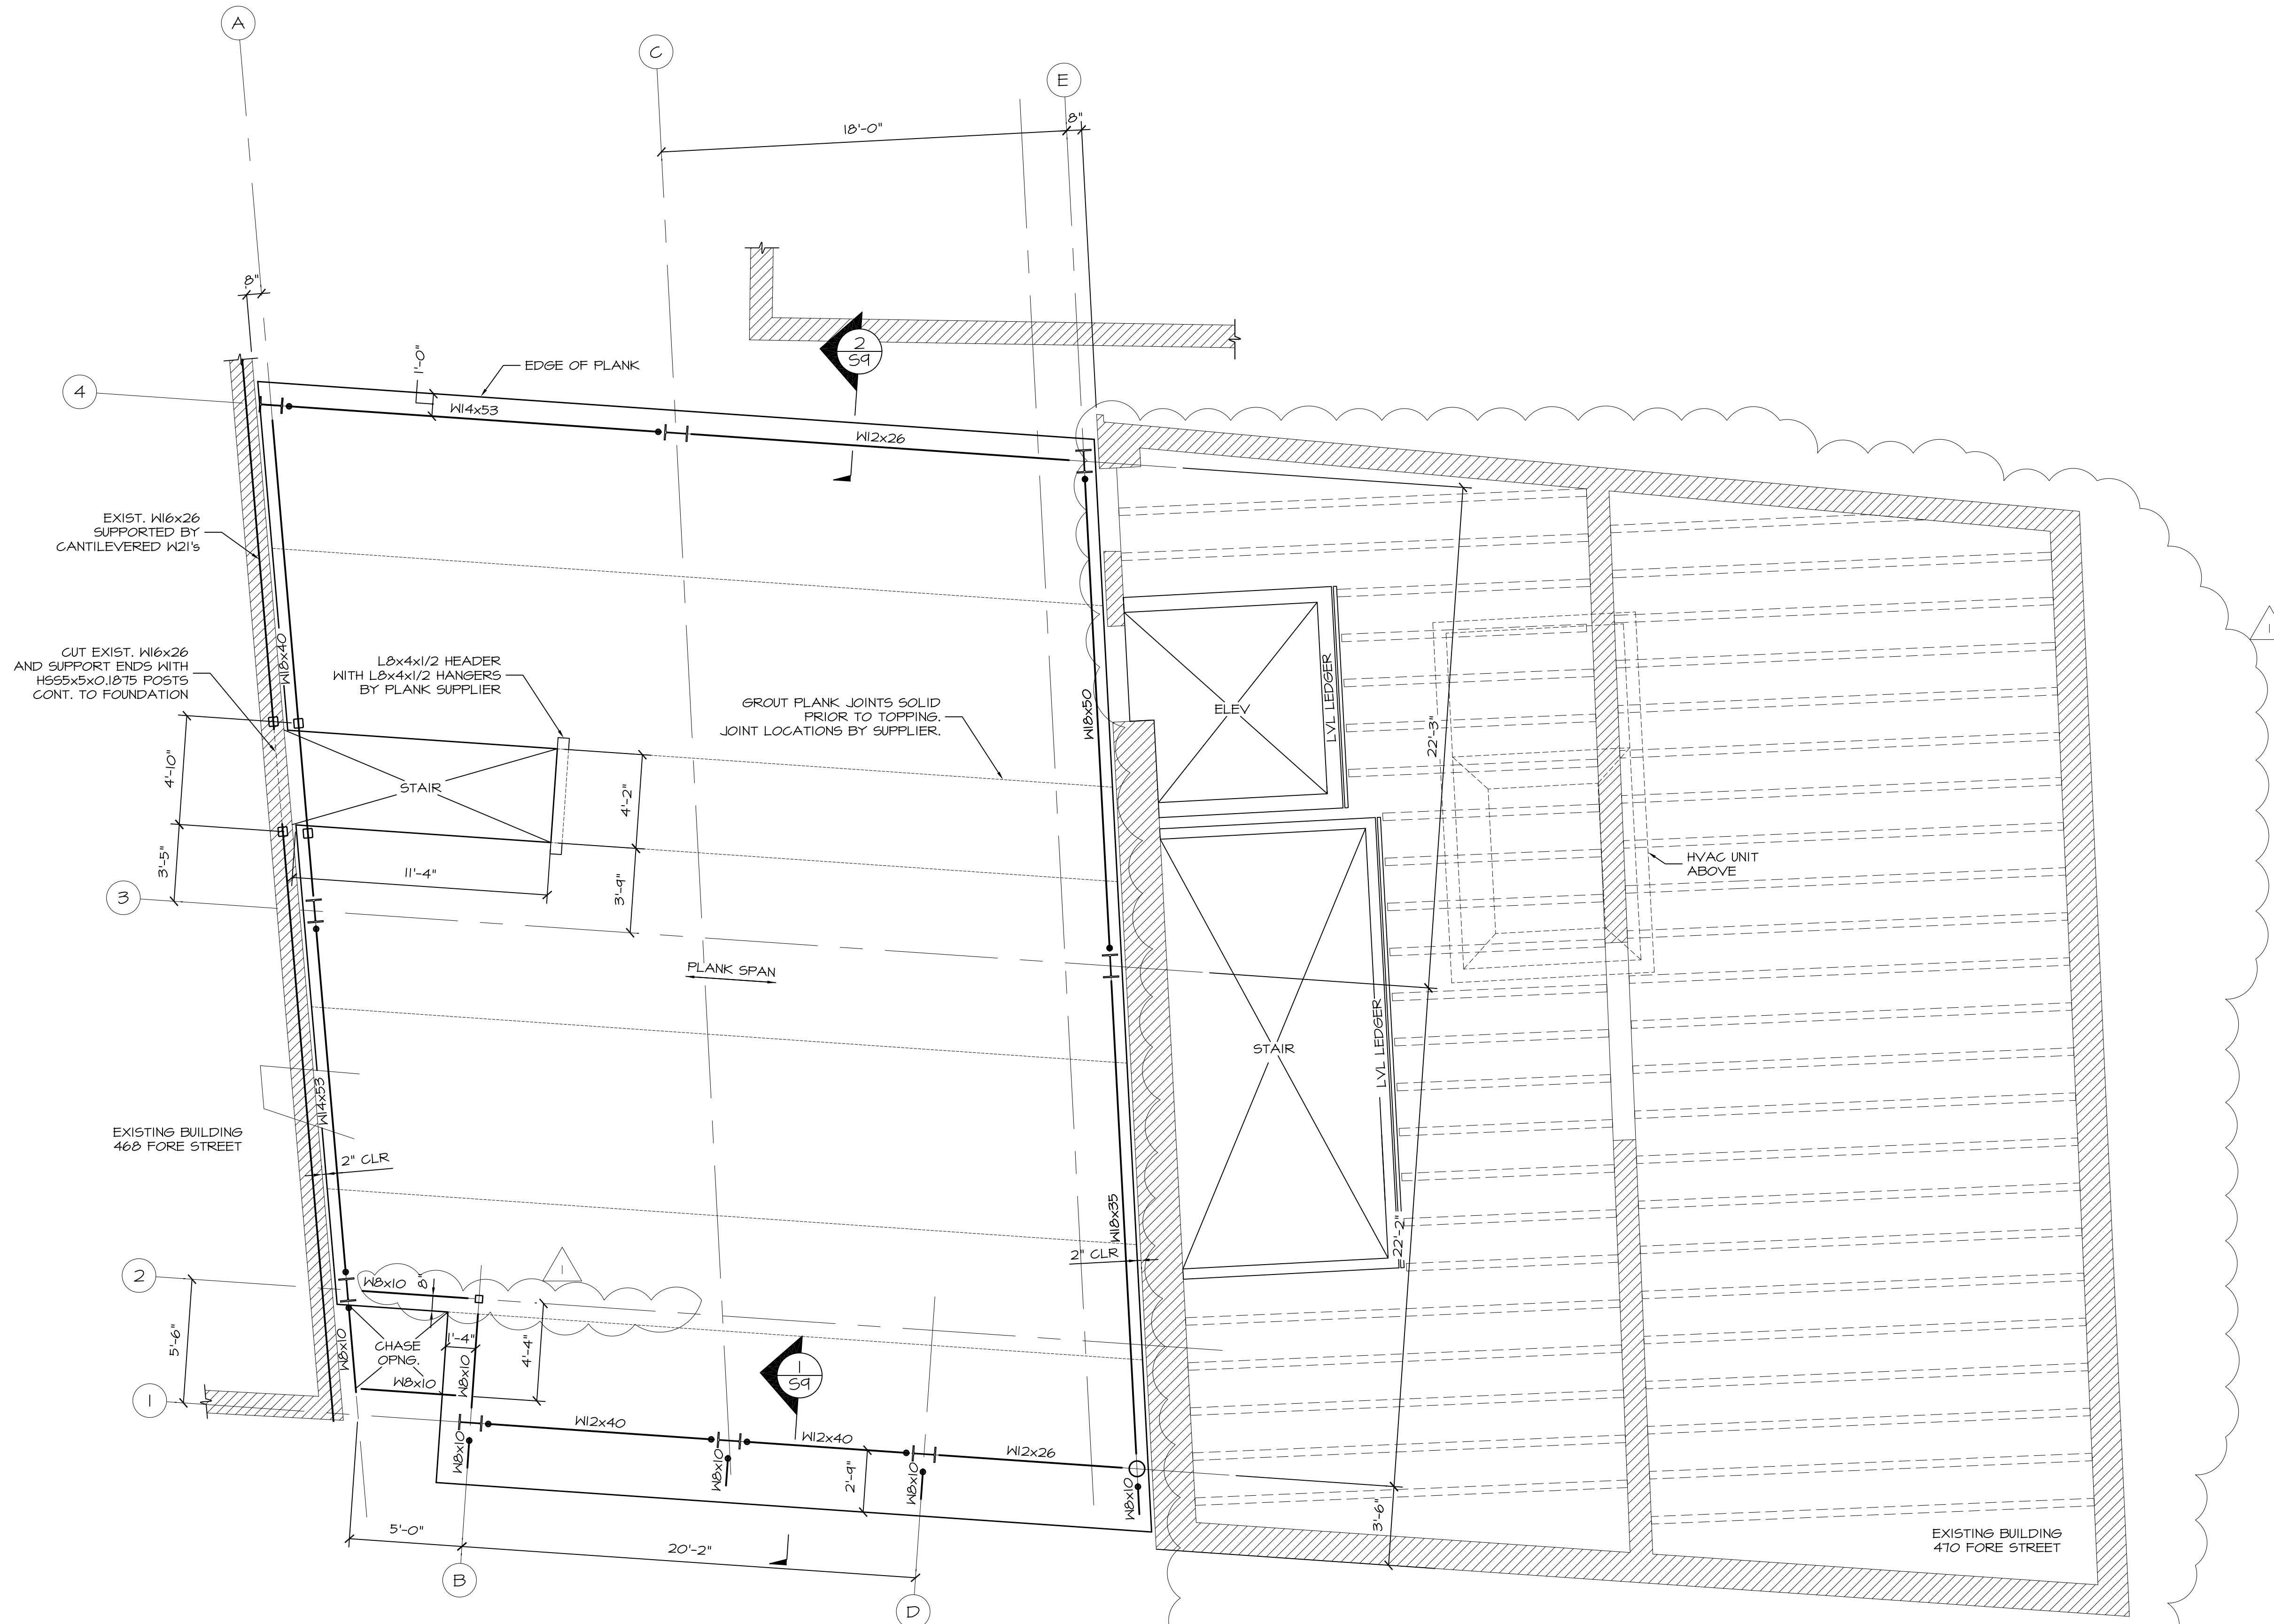 A
C
E
18'-0"
8"
8"
2
S9
1'-0"
EDGE OF PLANK
4
W14x53
W12x26
EXIST. W16x26
SUPPORTED BY
CANTILEVERED W21's
1
CUT EXIST. W16x26
AND SUPPORT ENDS WITH
HSS5x5x0.1875 POSTS
CONT. TO FOUNDATION
W18x40
L8x4x1/2 HEADER
WITH L8x4x1/2 HANGERS
BY PLANK SUPPLIER
GROUT PLANK JOINTS SOLID
PRIOR TO TOPPING.
JOINT LOCATIONS BY SUPPLIER.
W18x50
ELEV
LVL LEDGER
22'-3"
4'-10"
STAIR
4'-2"
HVAC UNIT
ABOVE
3'-5"
11'-4"
3'-9"
3
PLANK SPAN
STAIR
LVL LEDGER
W14x53
EXISTING BUILDING
468 FORE STREET
2" CLR
W18x35
22'-2"
2" CLR
2
W8x10
8"
1
5'-6"
W8x10
CHASE
OPNG.
1'-4"
4'-4"
W8x10
W8x10
1
S9
1
W12x40
W12x40
W12x26
W8x10
W8x10
2'-9"
W8x10
W8x10
3'-6"
5'-0"
20'-2"
EXISTING BUILDING
470 FORE STREET
B
D